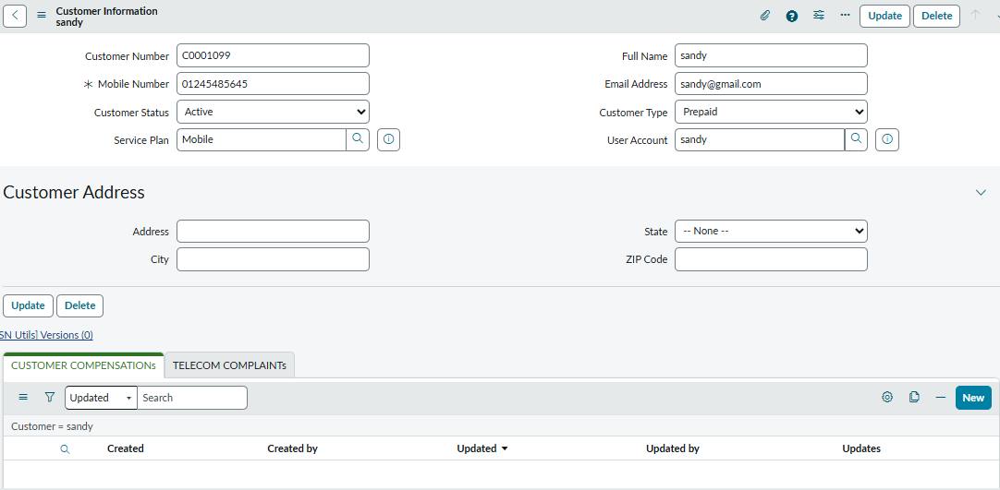 Customer Information
sandy
Update Delete
Customer Number C0001099 Full Name sandy
Mobile Number 01245485645 Email Address sandy@gmail.com
Customer Status Active Customer Type Prepaid
Service Plan Mobile User Account sandy
Customer Address
Address State -- None --
City ZIP Code
Update Delete
SN Utils] Versions (0)
CUSTOMER COMPENSATIONs TELECOM COMPLAINTs
Updated Search New
Customer = sandy
Created Created by Updated Updated by Updates